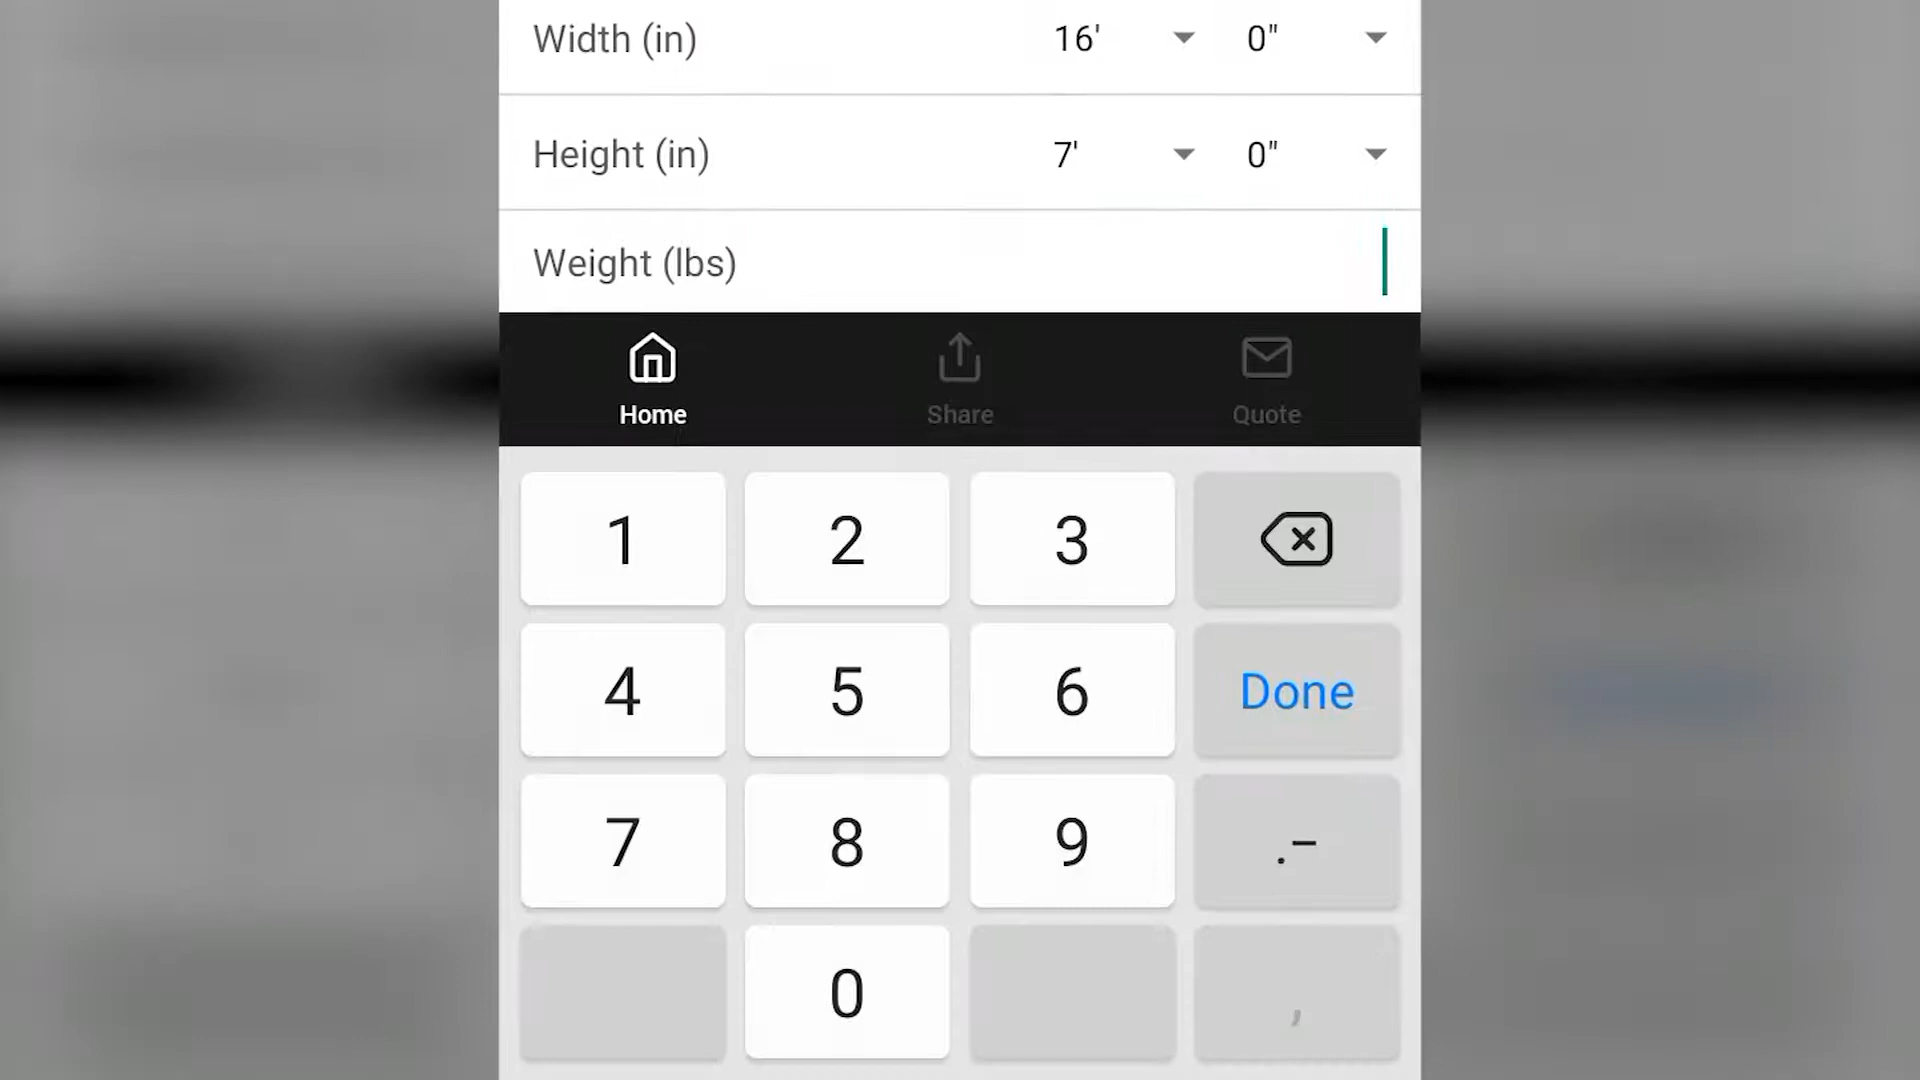 Width (in) 16' 0"
Height (in) 7' 0"
Weight (lbs)
Home Share Quote
1 2 3
4 5 6 Done
7 8 9 .-
0 ,